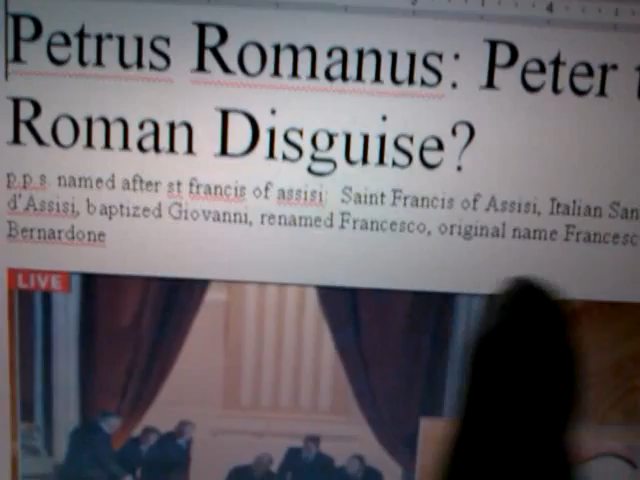 Petrus Romanus: Peter
Roman Disguise?
p.p.s. named after st francis of assisi: Saint Francis of Assisi, Italian San
d'Assisi, baptized Giovanni, renamed Francesco, original name Francesc
Bernardone
LIVE